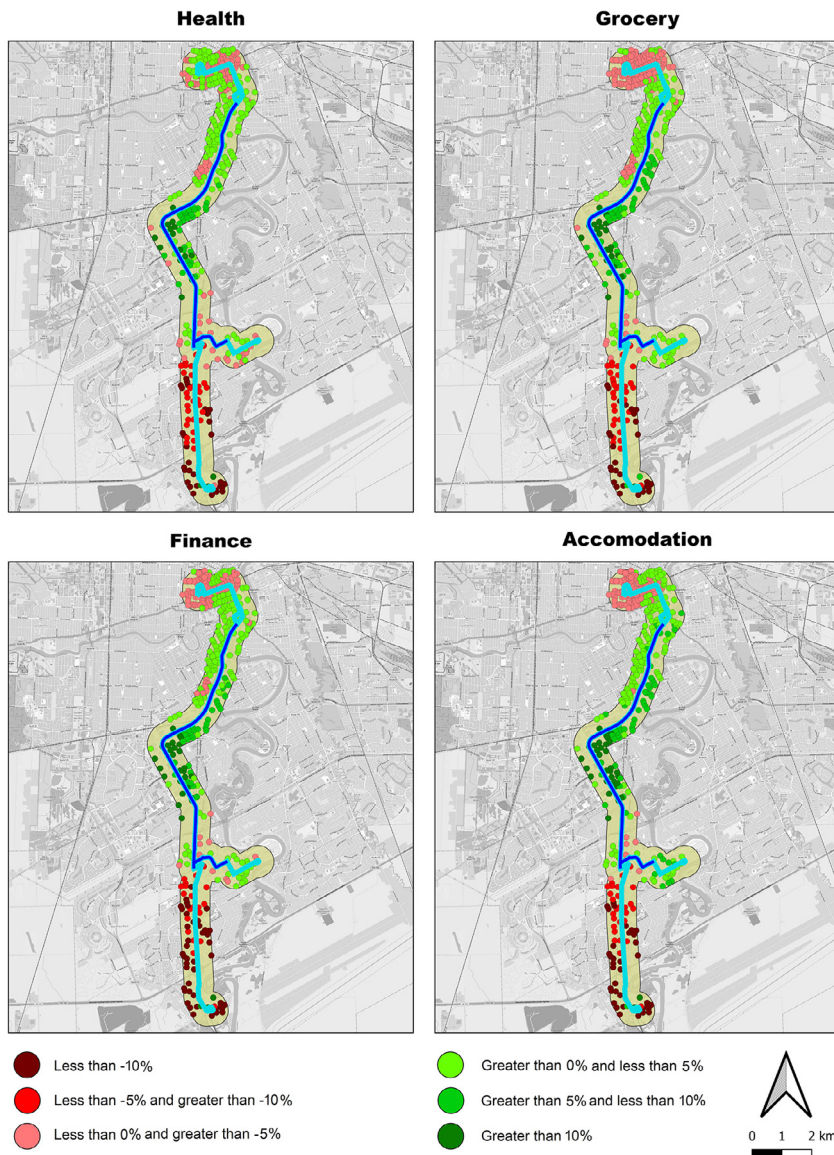 Health
Grocery
Finance
Accomodation
Less than -10%
Less than -5% and greater than -10%
Less than 0% and greater than -5%
Greater than 0% and less than 5%
Greater than 5% and less than 10%
Greater than 10%
0 1 2 km